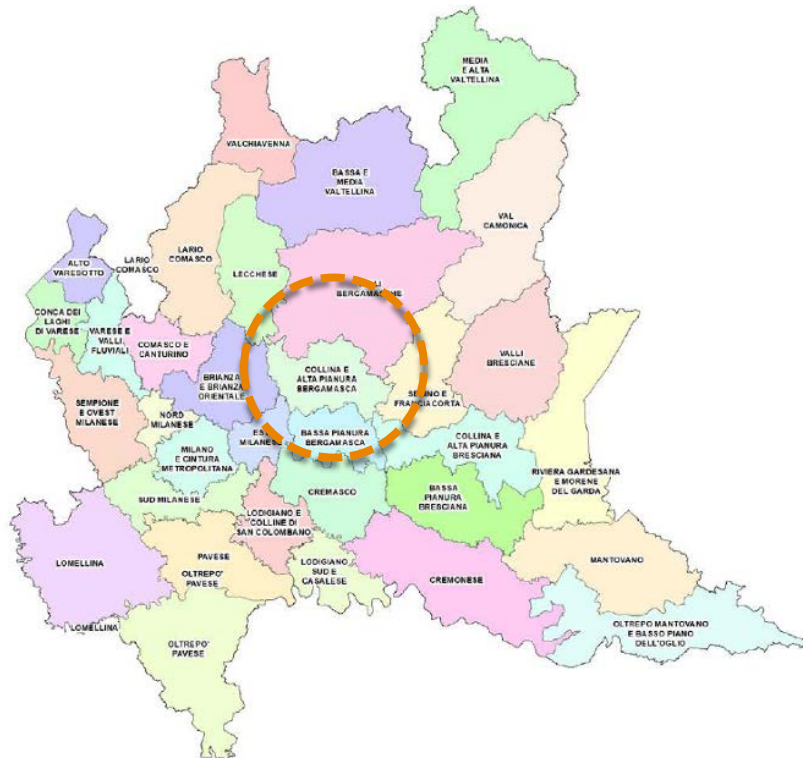 MEDIA
E ALTA
VALTELLINA
VALCHIAVENNA
BASSA E
MEDIA
VALTELLINA
VAL
CAMONICA
LARIO
COMASCO
LARIO
COMASCO
ALTO
VARESOTTO
LECCHESE
BERGAMASCHE
CONCA DEI
LAGHI
DI VARESE
VARESE E
VALLI
FLUVIALI
COMASCO E
CANTURINO
VALLI
BRESCIANE
BRIANZA
E BRIANZA
ORIENTALE
COLLINA E
ALTA PIANURA
BERGAMASCA
E
FRANCIACORTA
SEMPIONE
E OVEST
MILANESE
NORD
MILANESE
MILANESE
BASSA PIANURA
BERGAMASCA
COLLINA E
ALTA PIANURA
BRESCIANA
MILANO
E CINTURA
METROPOLITANA
RIVIERA GARDESANA
E MORENE
DEL GARDA
BASSA
PIANURA
BRESCIANA
CREMASCO
SUD MILANESE
LODIGIANO E
COLLINE DI
SAN COLOMBANO
LOMELLINA
PAVESE
OLTREPO'
PAVESE
LODIGIANO
SUD E
CASALESE
CREMONESE
MANTOVANO
LOMELLINA
OLTREPO MANTOVANO
E BASSO PIANO
DELL'OGLIO
OLTREPO'
PAVESE